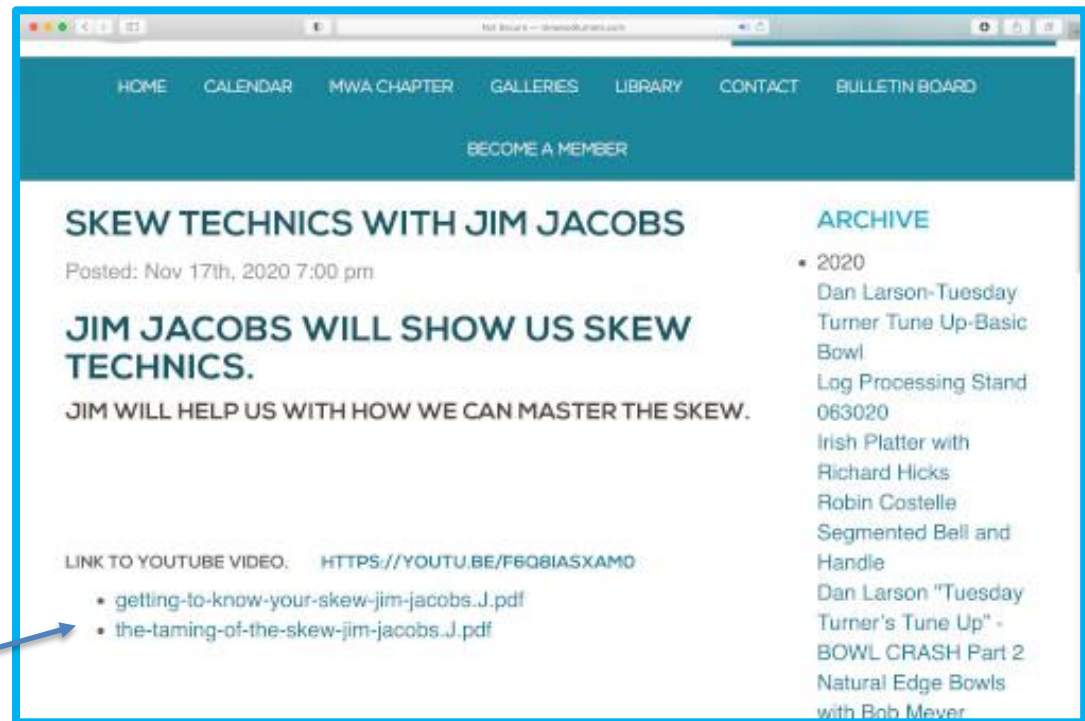 HOME CALENDAR MWA CHAPTER GALLERIES LIBRARY CONTACT BULLETIN BOARD
BECOME A MEMBER
SKEW TECHNICS WITH JIM JACOBS
Posted: Nov 17th, 2020 7:00 pm
JIM JACOBS WILL SHOW US SKEW
TECHNICS.
JIM WILL HELP US WITH HOW WE CAN MASTER THE SKEW.
LINK TO YOUTUBE VIDEO. HTTPS://YOUTU.BE/F6Q8IASXAM0
• getting-to-know-your-skew-jim-jacobs.J.pdf
• the-taming-of-the-skew-jim-jacobs.J.pdf
ARCHIVE
• 2020
Dan Larson-Tuesday
Turner Tune Up-Basic
Bowl
Log Processing Stand
063020
Irish Platter with
Richard Hicks
Robin Costelle
Segmented Bell and
Handle
Dan Larson "Tuesday
Turner's Tune Up" -
BOWL CRASH Part 2
Natural Edge Bowls
with Bob Meyer